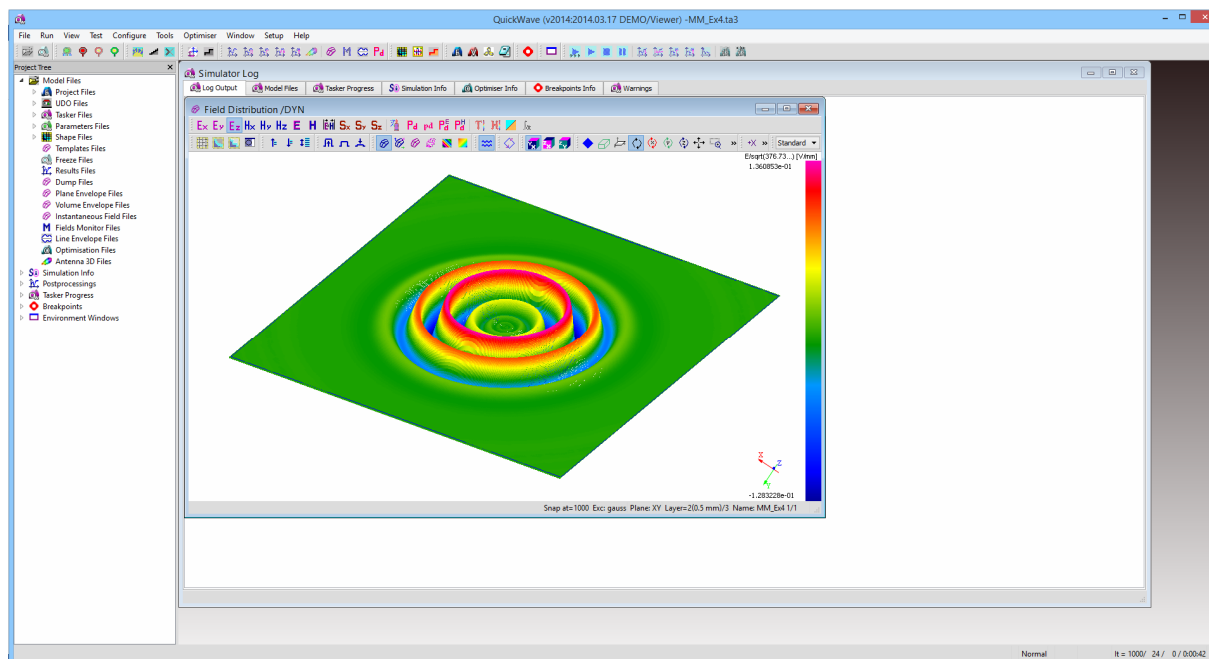 QuickWave (v2014:2014.03.17 DEMO/Viewer) -MM_Ex4.ta3
File Run View Test Configure Tools Optimiser Window Setup Help
Project Tree
Model Files
Project Files
UDO Files
Tasker Files
Parameters Files
Shape Files
Templates Files
Freeze Files
Results Files
Dump Files
Plane Envelope Files
Volume Envelope Files
Instantaneous Field Files
Fields Monitor Files
Line Envelope Files
Optimisation Files
Antenna 3D Files
Simulation Info
Postprocessings
Tasker Progress
Breakpoints
Environment Windows
Simulator Log
Log Output Model Files Tasker Progress Simulation Info Optimiser Info Breakpoints Info Warnings
Field Distribution /DYN
Ex Ey Ez Hx Hy Hz E H Sx Sy Sz Pd pd
Standard
E/sqrt(376.73...) [V/mm]
1.360853e-01
X
Z
Y
-1.283228e-01
Snap at=1000 Exc: gauss Plane: XY Layer=2(0.5 mm)/3 Name: MM_Ex4 1/1
Normal
It = 1000/ 24 / 0 / 0:00:42